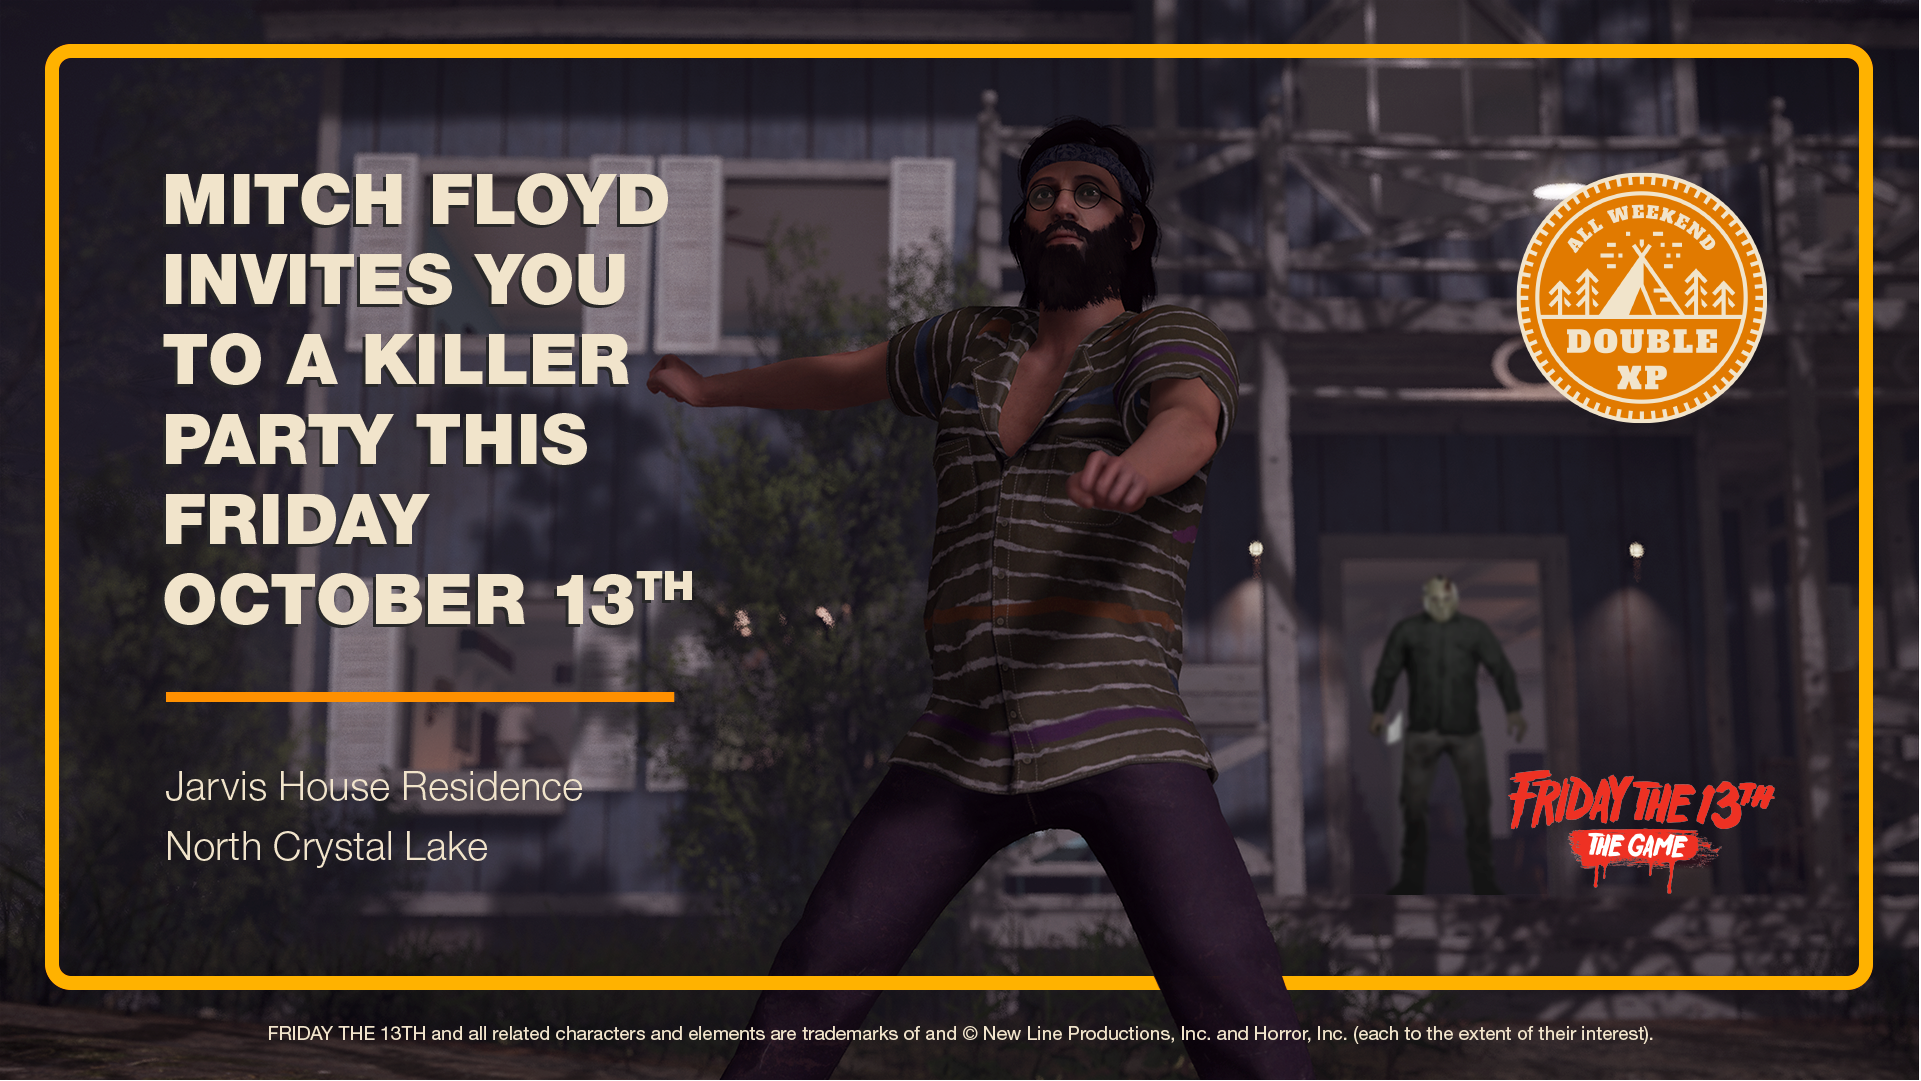 MITCH FLOYD
INVITES YOU
TO A KILLER
PARTY THIS
FRIDAY
OCTOBER 13TH
Jarvis House Residence
North Crystal Lake
ALL WEEKEND
DOUBLE
XP
FRIDAY THE 13TH
THE GAME
FRIDAY THE 13TH and all related characters and elements are trademarks of and © New Line Productions, Inc. and Horror, Inc. (each to the extent of their interest).